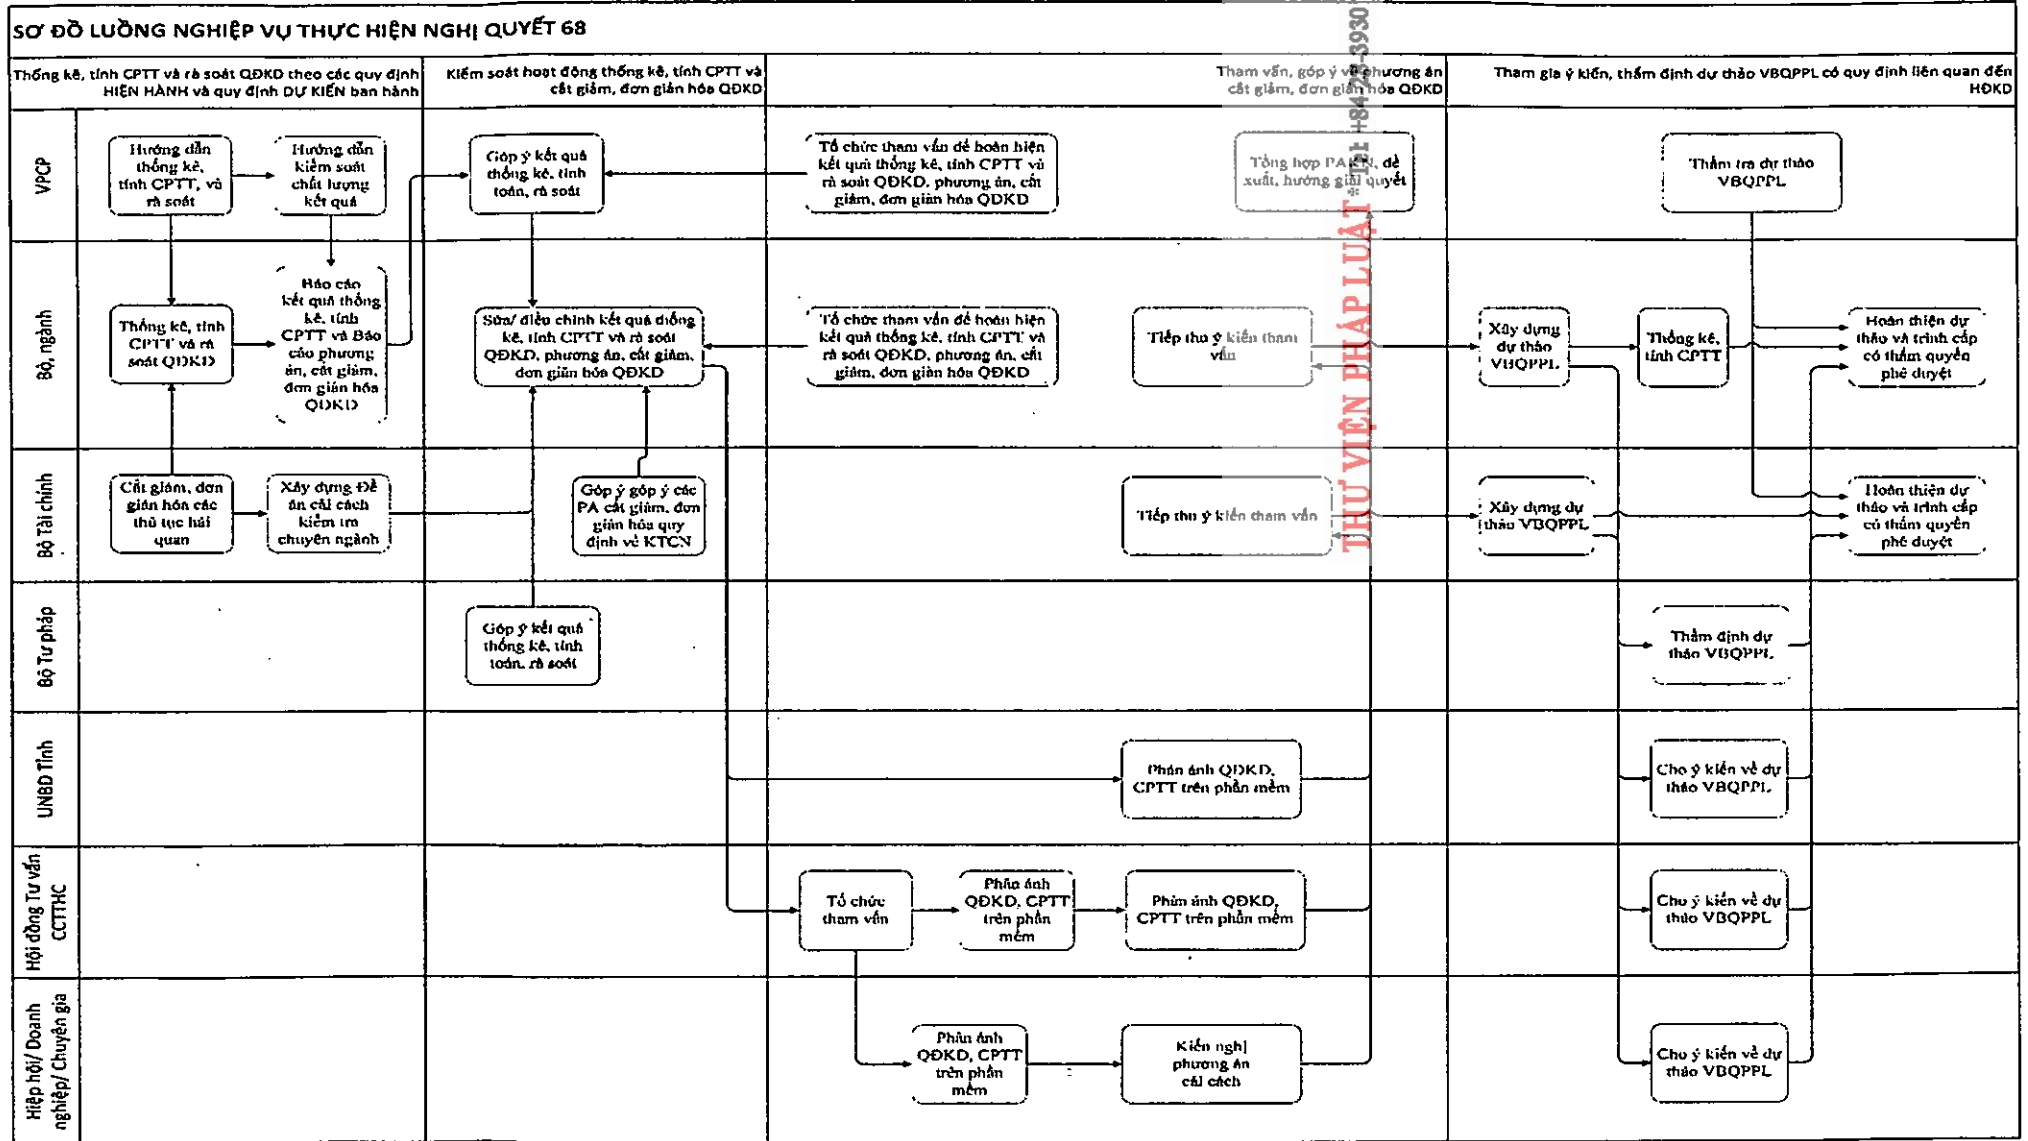 SƠ ĐỒ LUỒNG NGHIỆP VỤ THỰC HIỆN NGHỊ QUYẾT 68
Thống kê, tính CPTT và rà soát QĐKD theo các quy định
HIỆN HÀNH và quy định DỰ KIẾN ban hành
Kiểm soát hoạt động thống kê, tính CPTT và
cắt giảm, đơn giản hóa QĐKD
Tham vấn, góp ý về phương án
cắt giảm, đơn giản hóa QĐKD
Tham gia ý kiến, thẩm định dự thảo VBQPPL có quy định liên quan đến
HĐKD
VPCP
Hướng dẫn
thống kê,
tính CPTT, và
rà soát
Hướng dẫn
kiểm soát
chất lượng
kết quả
Góp ý kết quả
thống kê, tính
toán, rà soát
Tổ chức tham vấn để hoàn hiện
kết quả thống kê, tính CPTT và
rà soát QĐKD, phương án, cắt
giảm, đơn giản hóa QĐKD
Tổng hợp PAKN, đề
xuất, hướng giải quyết
Thẩm tra dự thảo
VBQPPL
Bộ, ngành
Thống kê, tính
CPTT và rà
soát QĐKD
Báo cáo
kết quả thống
kê, tính
CPTT và Báo
cáo phương
án, cắt giảm,
đơn giản hóa
QĐKD
Sửa/ điều chỉnh kết quả thống
kê, tính CPTT và rà soát
QĐKD, phương án, cắt giảm,
đơn giản hóa QĐKD
Tổ chức tham vấn để hoàn hiện
kết quả thống kê, tính CPTT và
rà soát QĐKD, phương án, cắt
giảm, đơn giản hóa QĐKD
Tiếp thu ý kiến tham
vấn
Xây dựng
dự thảo
VBQPPL
Thống kê,
tính CPTT
Hoàn thiện dự
thảo và trình cấp
có thẩm quyền
phê duyệt
Bộ Tài chính
Cắt giảm, đơn
giản hóa các
thủ tục hải
quan
Xây dựng Đề
án cải cách
kiểm tra
chuyên ngành
Góp ý góp ý các
PA cắt giảm, đơn
giản hóa quy
định về KTCN
Tiếp thu ý kiến tham vấn
Xây dựng dự
thảo VBQPPL
Hoàn thiện dự
thảo và trình cấp
có thẩm quyền
phê duyệt
Bộ Tư pháp
Góp ý kết quả
thống kê, tính
toán, rà soát
Thẩm định dự
thảo VBQPPL
UNBD Tỉnh
Phản ánh QĐKD,
CPTT trên phần mềm
Cho ý kiến về dự
thảo VBQPPL
Hội đồng Tư vấn
CCTTHC
Tổ chức
tham vấn
Phản ánh
QĐKD, CPTT
trên phần
mềm
Phản ánh QĐKD,
CPTT trên phần mềm
Cho ý kiến về dự
thảo VBQPPL
Hiệp hội/ Doanh
nghiệp/ Chuyên gia
Phản ánh
QĐKD, CPTT
trên phần
mềm
Kiến nghị
phương án
cải cách
Cho ý kiến về dự
thảo VBQPPL
THƯ VIỆN PHÁP LUẬT * Tel: +84-28-3930